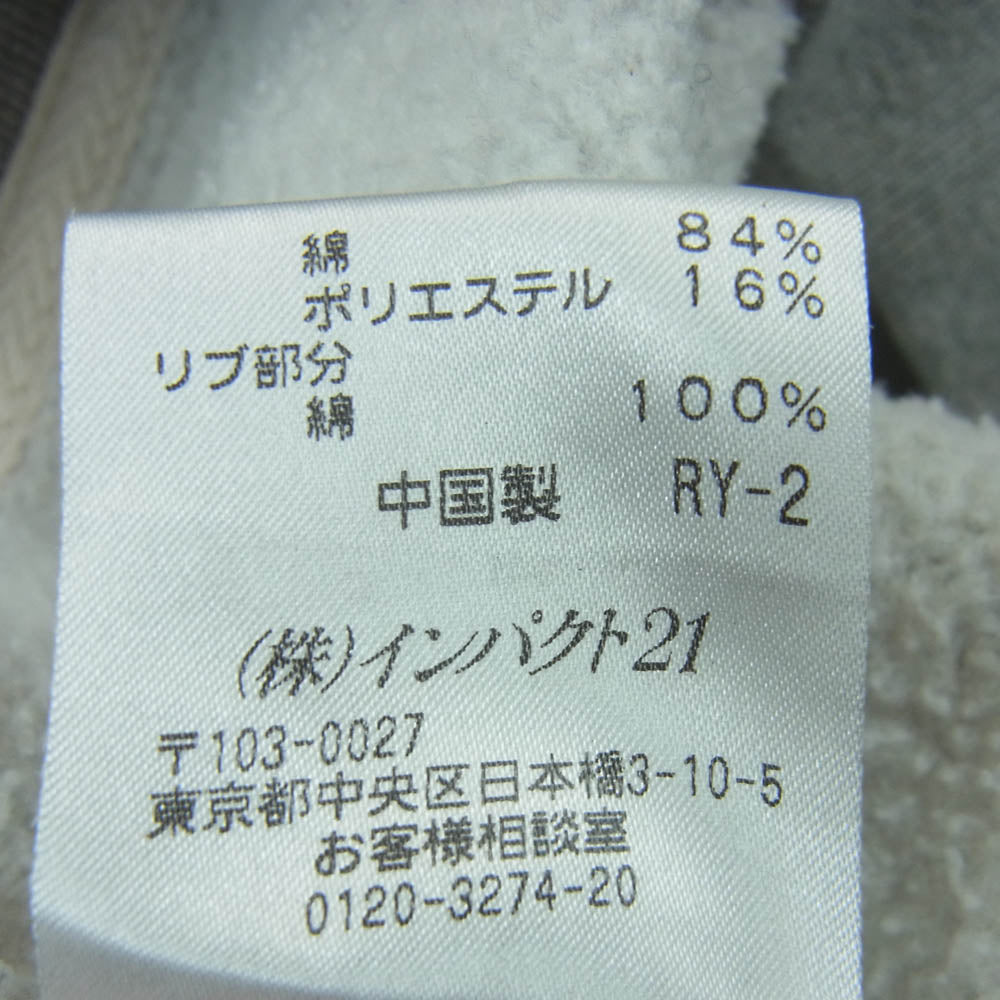 綿 84%
ポリエステル 16%
リブ部分
綿 100%
中国製 RY-2
(株)インパクト21
〒103-0027
東京都中央区日本橋3-10-5
お客様相談室
0120-3274-20